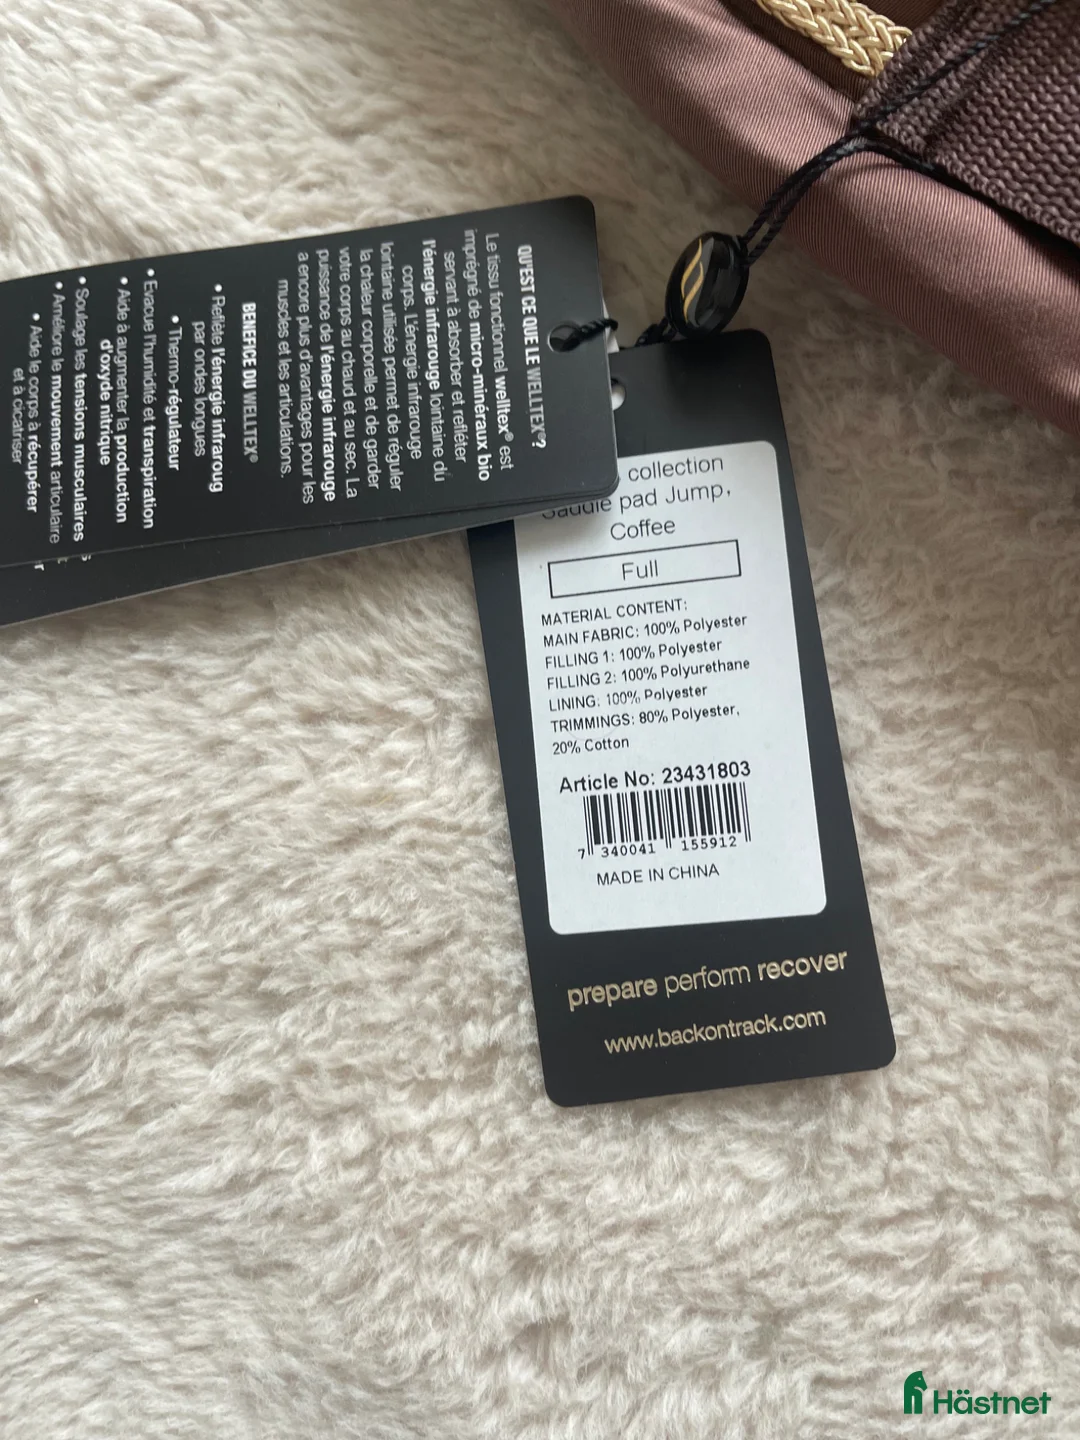 QU'EST CE QUE LE WELLTEX®?
Le tissu fonctionnel welltex® est
imprégné de micro-minéraux bio
servant à absorber et refléter
l'énergie infrarouge lointaine du
corps. L'énergie infrarouge
lointaine utilisée permet de réguler
la chaleur corporelle et de garder
votre corps au chaud et au sec. La
puissance de l'énergie infrarouge
a encore plus d'avantages pour les
muscles et les articulations.
BENEFICE DU WELLTEX®
• Reflète l'énergie infraroug
par ondes longues
• Thermo-régulateur
• Evacue l'humidité et transpiration
• Aide à augmenter la production
d'oxyde nitrique
• Soulage les tensions musculaires
• Améliore le mouvement articulaire
• Aide le corps à récupérer
et à cicatriser
collection
Saddle pad Jump,
Coffee
Full
MATERIAL CONTENT:
MAIN FABRIC: 100% Polyester
FILLING 1: 100% Polyester
FILLING 2: 100% Polyurethane
LINING: 100% Polyester
TRIMMINGS: 80% Polyester,
20% Cotton
Article No: 23431803
7 340041 155912
MADE IN CHINA
prepare perform recover
www.backontrack.com
Hästnet